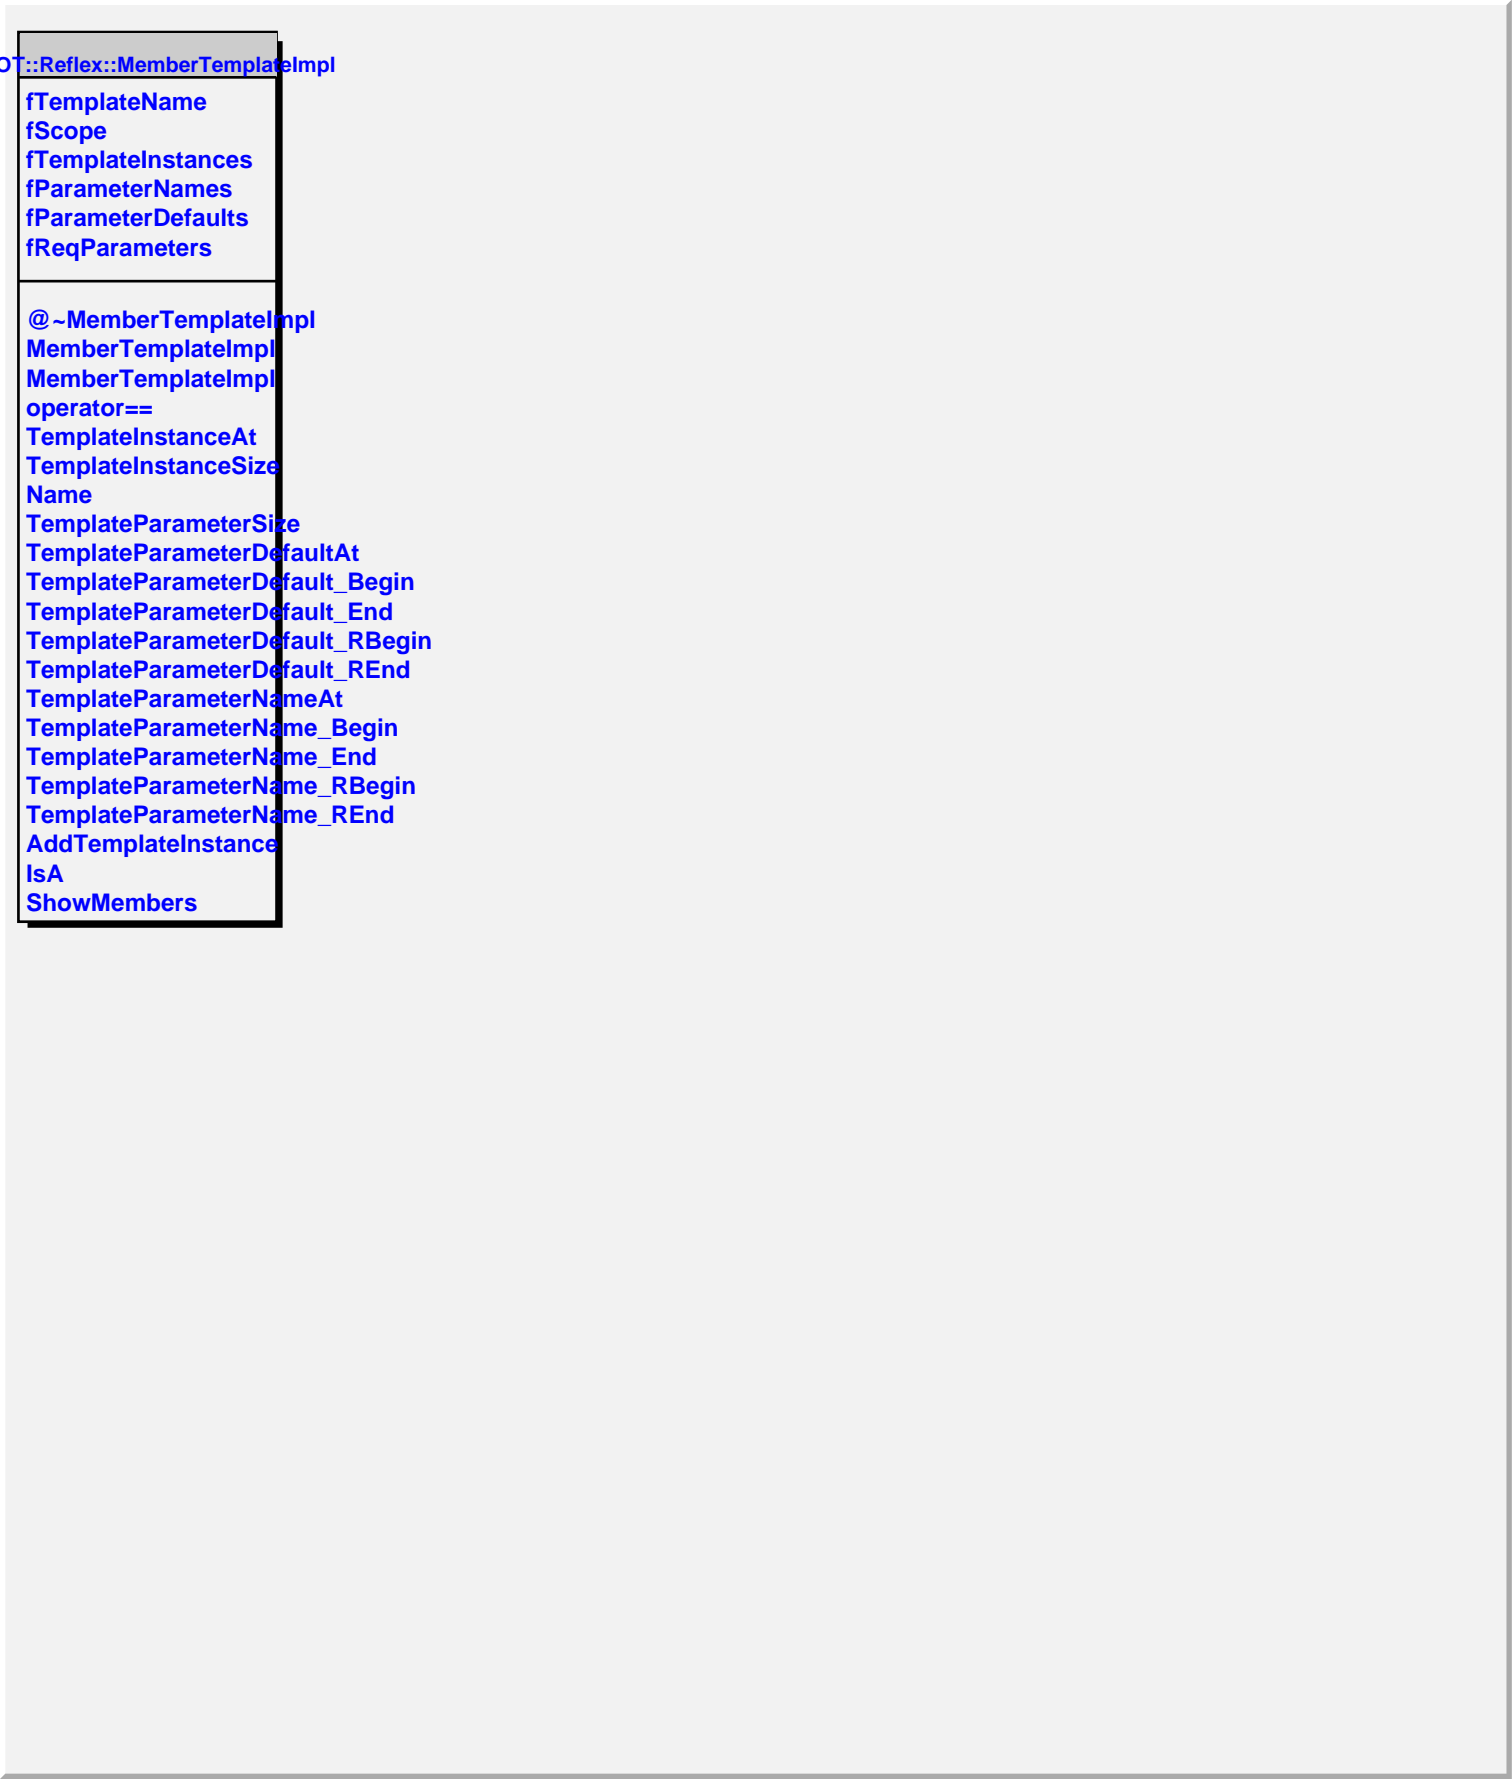 OT::Reflex::MemberTemplateImpl
fTemplateName
fScope
fTemplateInstances
fParameterNames
fParameterDefaults
fReqParameters
@~MemberTemplateImpl
MemberTemplateImpl
MemberTemplateImpl
operator==
TemplateInstanceAt
TemplateInstanceSize
Name
TemplateParameterSize
TemplateParameterDefaultAt
TemplateParameterDefault_Begin
TemplateParameterDefault_End
TemplateParameterDefault_RBegin
TemplateParameterDefault_REnd
TemplateParameterNameAt
TemplateParameterName_Begin
TemplateParameterName_End
TemplateParameterName_RBegin
TemplateParameterName_REnd
AddTemplateInstance
IsA
ShowMembers